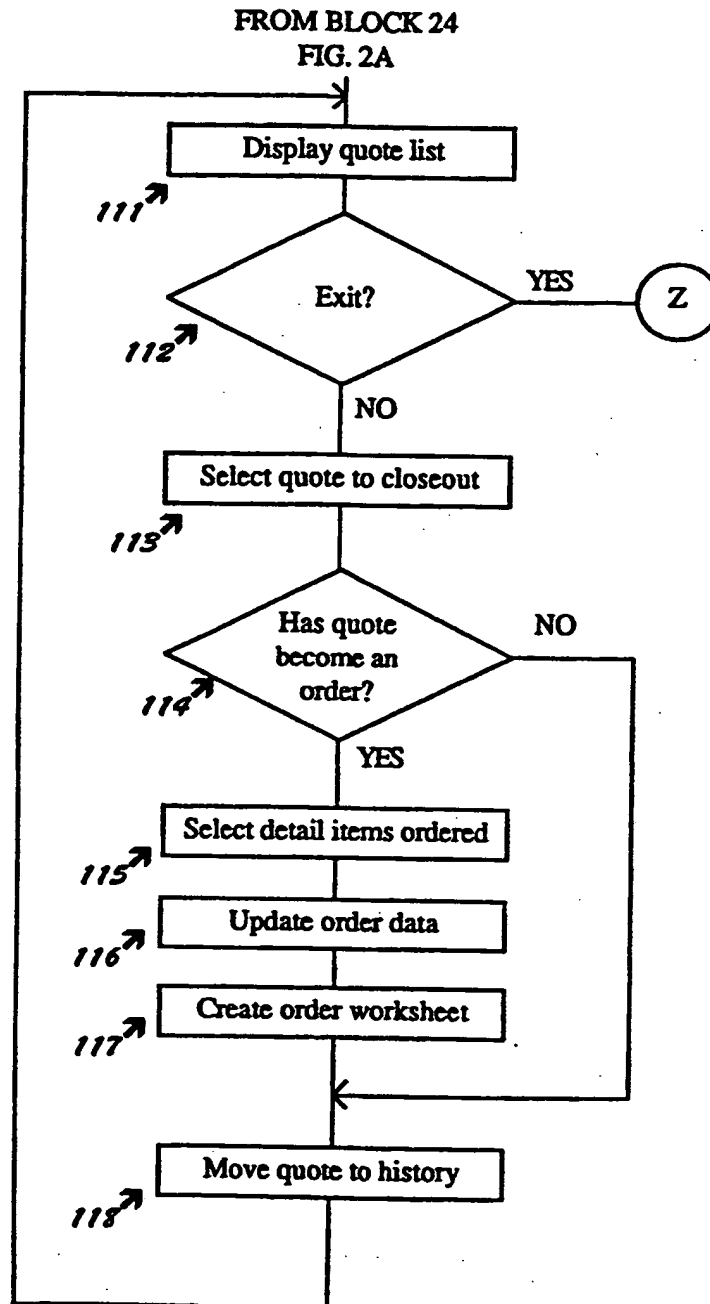 FROM BLOCK 24
FIG. 2A
Display quote list
111
Exit?
YES
Z
112
NO
Select quote to closeout
113
Has quote
become an
order?
NO
114
YES
Select detail items ordered
115
Update order data
116
Create order worksheet
117
Move quote to history
118